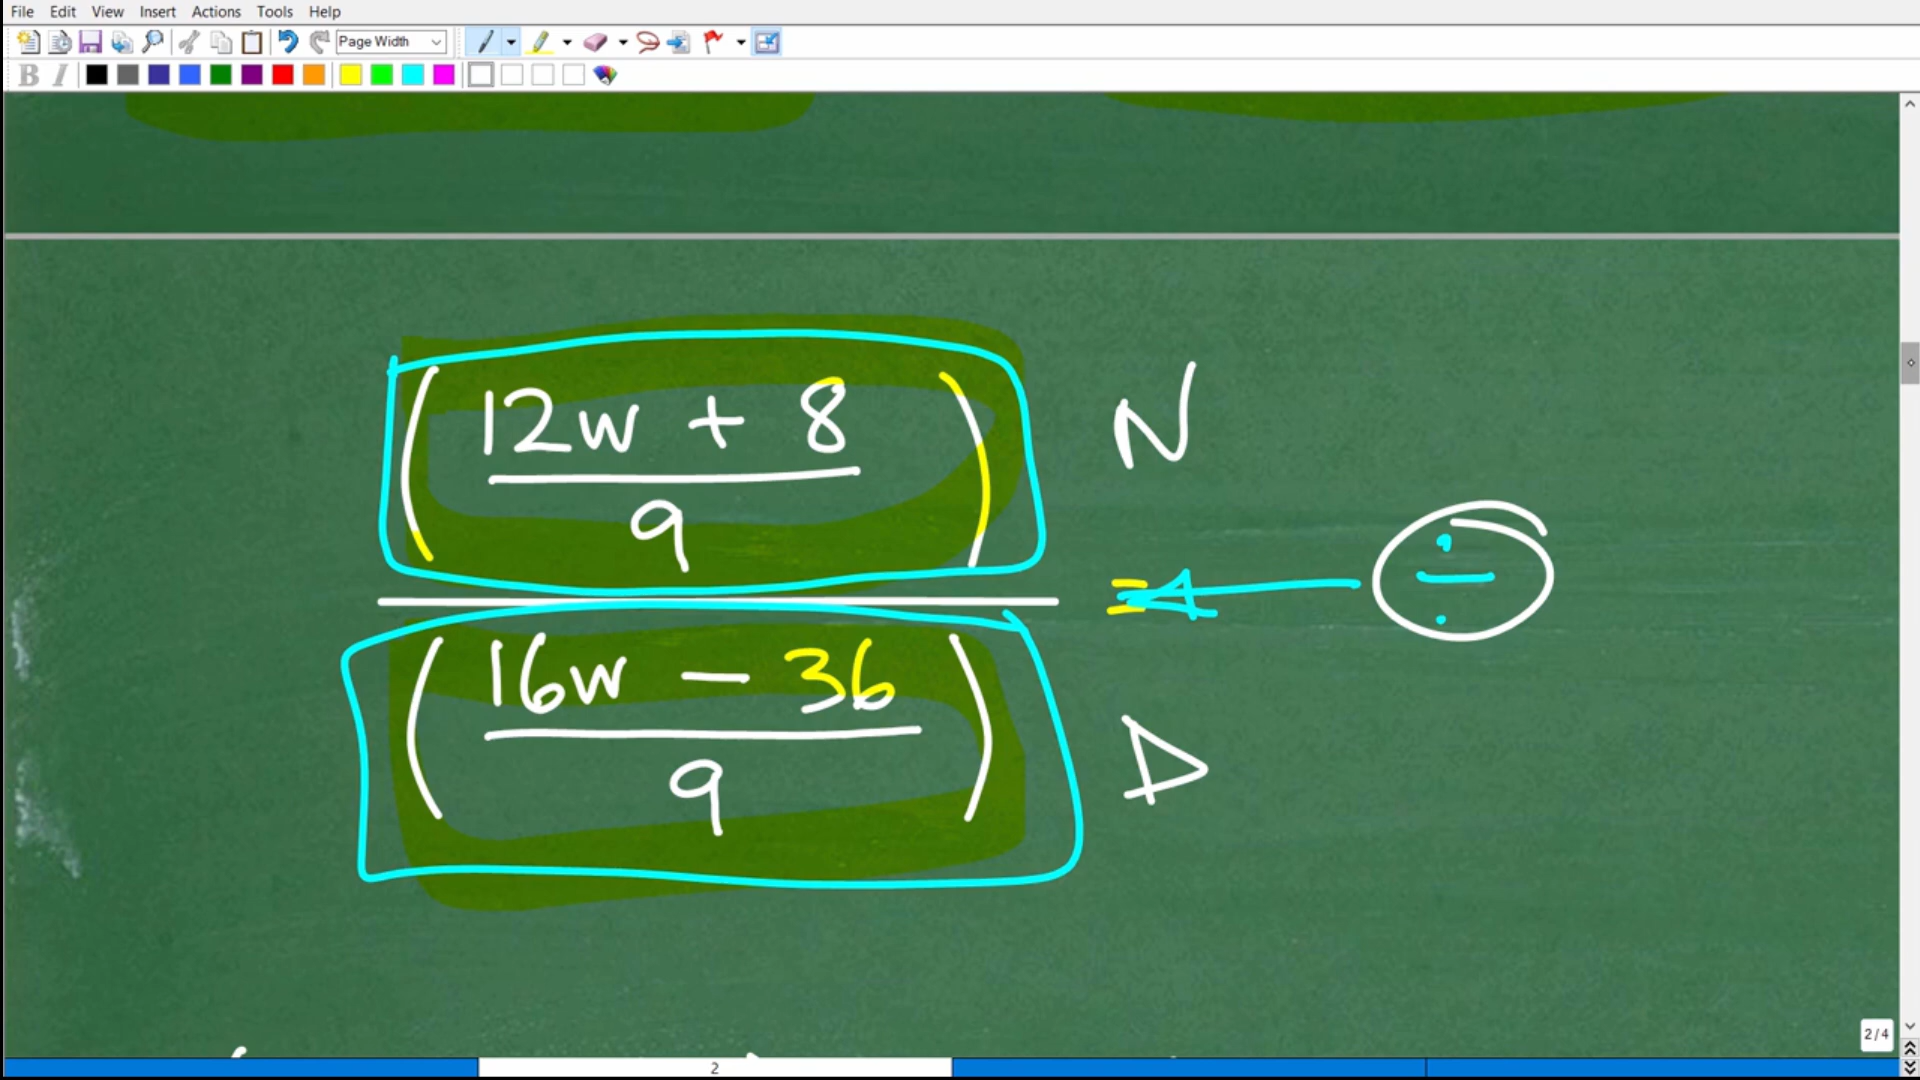 File Edit View Insert Actions Tools Help
Page Width
B I
(12w + 8) N
9
= ÷
(16w − 36) D
9
2/4
2